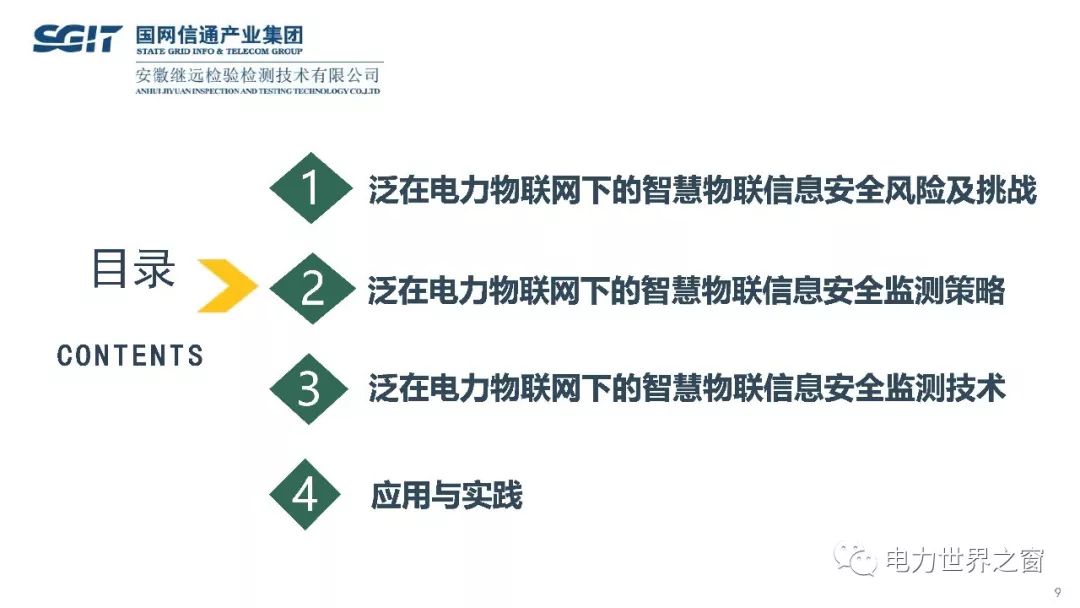 SGIT 国网信通产业集团
STATE GRID INFO & TELECOM GROUP
安徽继远检验检测技术有限公司
ANHUI JIYUAN INSPECTION AND TESTING TECHNOLOGY CO.,LTD
目录
CONTENTS
1 泛在电力物联网下的智慧物联信息安全风险及挑战
2 泛在电力物联网下的智慧物联信息安全监测策略
3 泛在电力物联网下的智慧物联信息安全监测技术
4 应用与实践
电力世界之窗
9